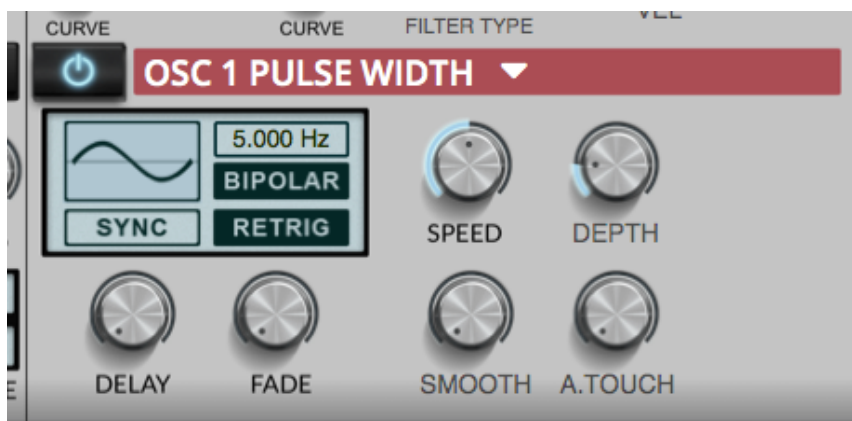 CURVE CURVE FILTER TYPE VEL
OSC 1 PULSE WIDTH
5.000 Hz
BIPOLAR
SYNC RETRIG
SPEED DEPTH
DELAY FADE SMOOTH A.TOUCH
E